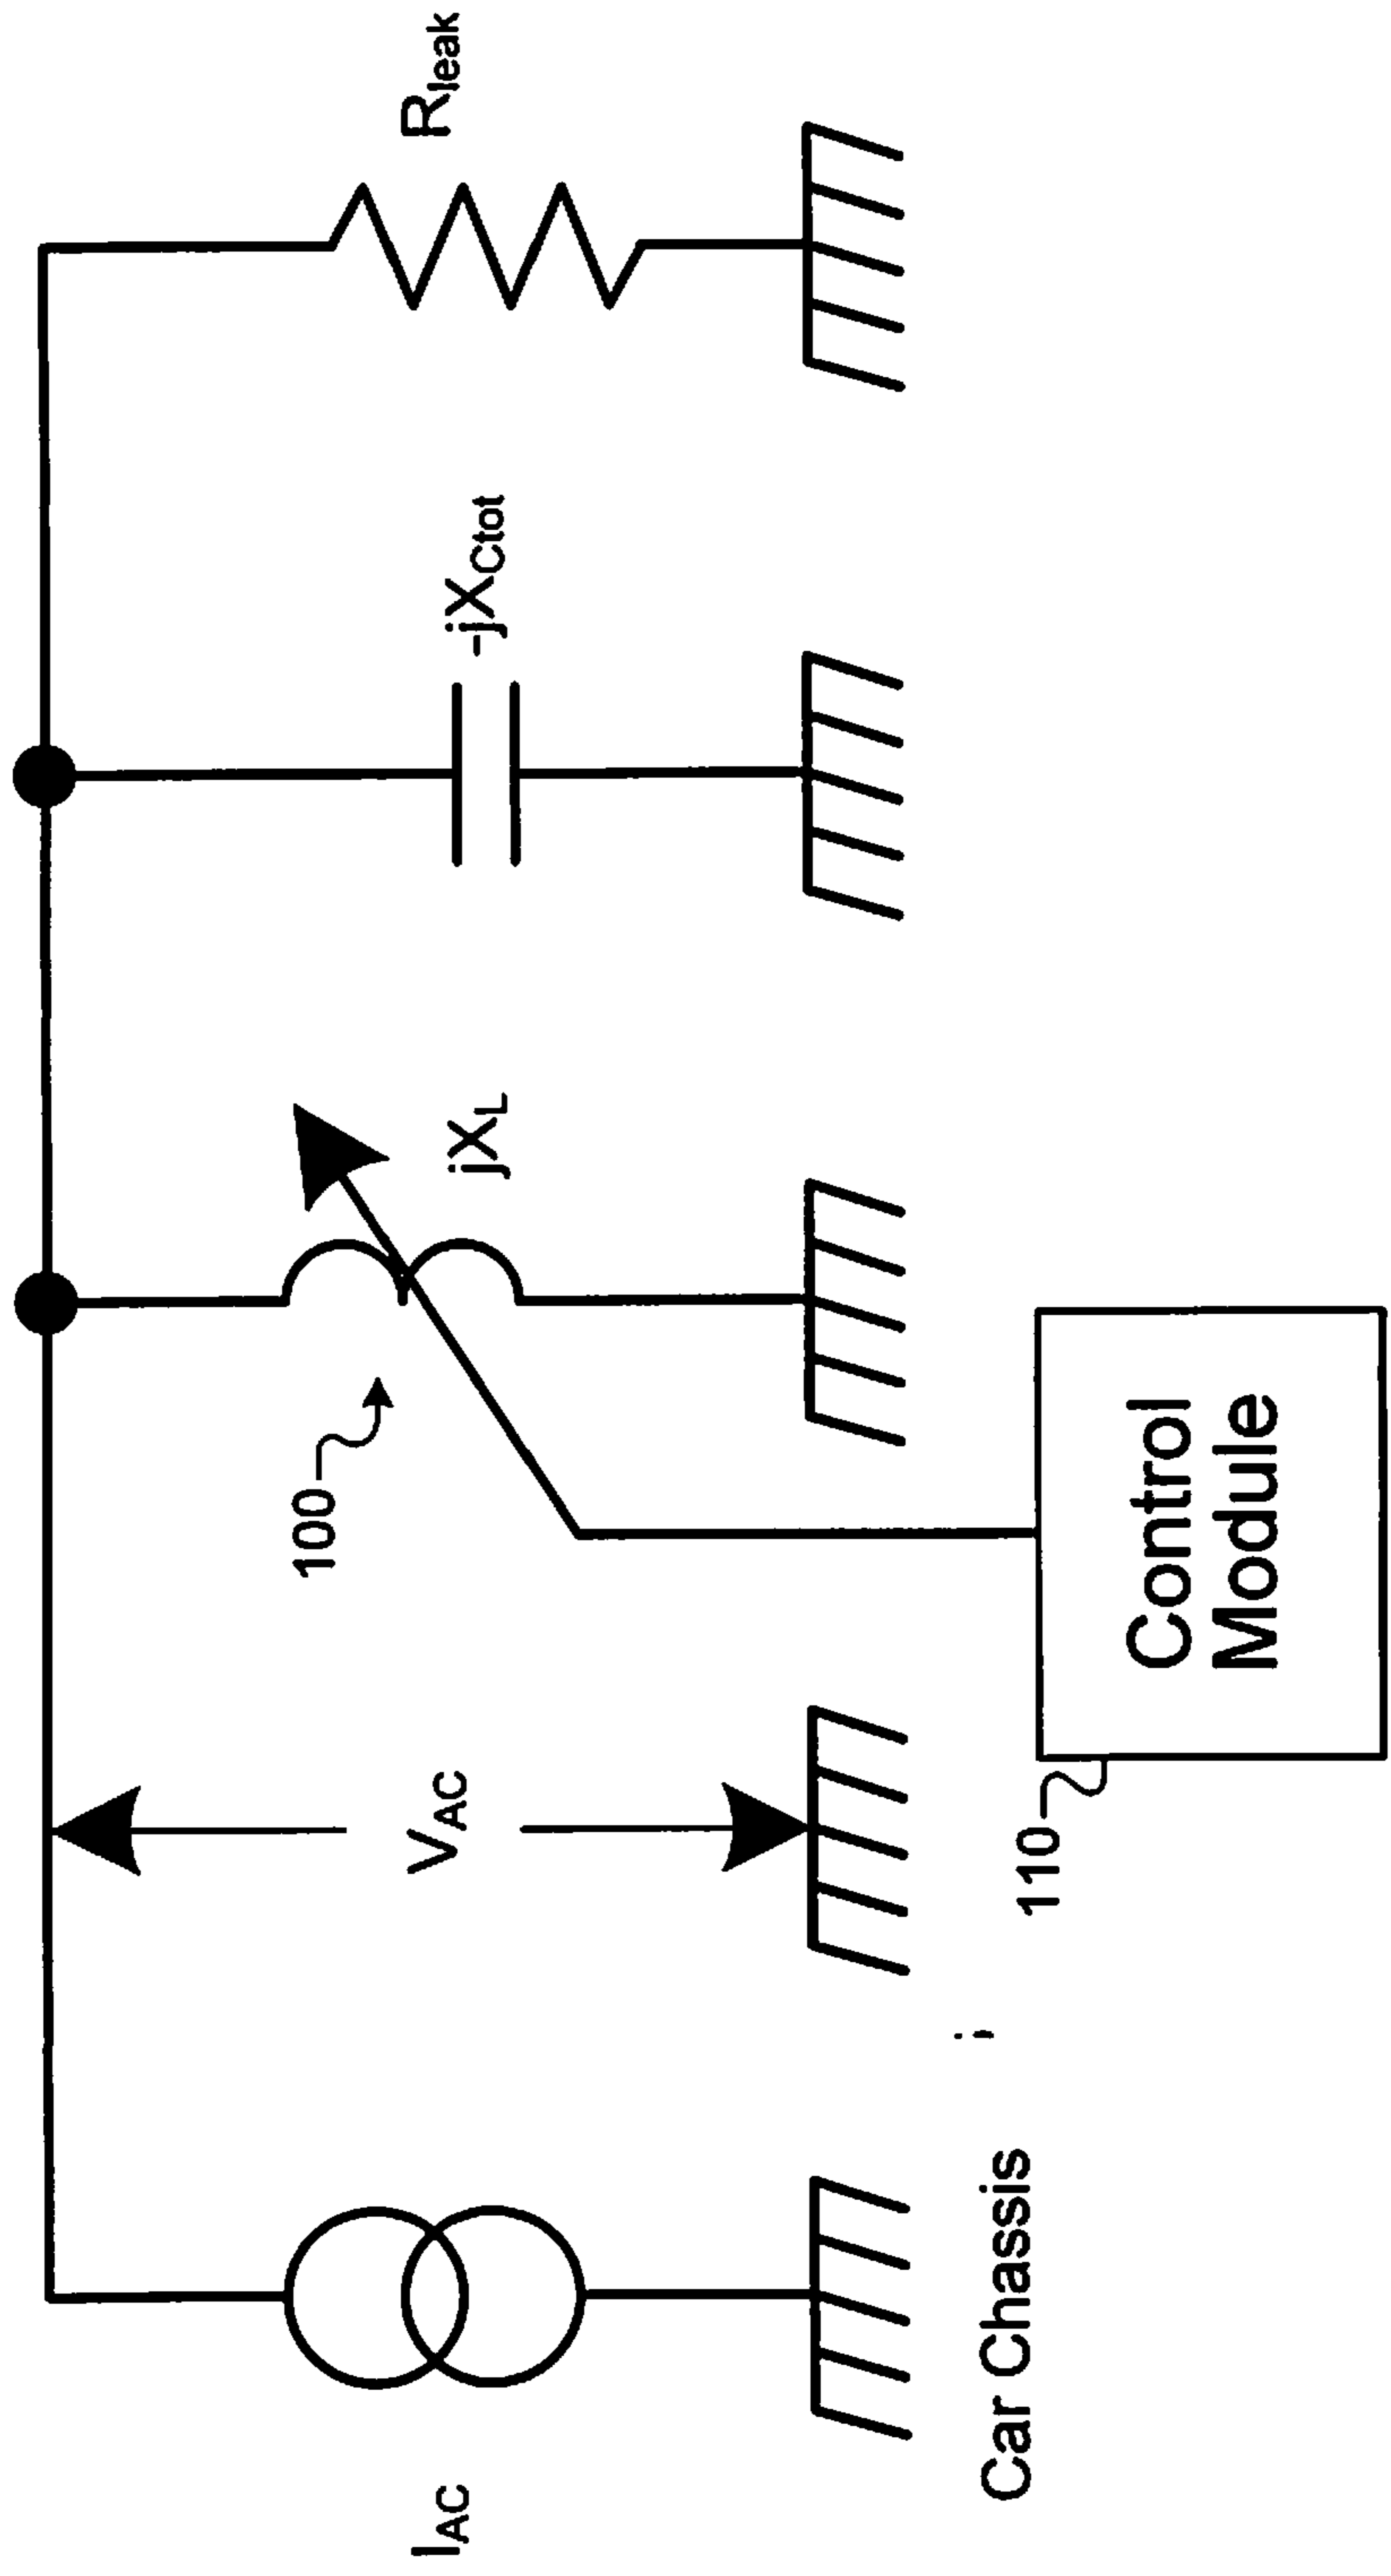 I_AC
V_AC
100
jX_L
-jX_Ctot
R_leak
Car Chassis
110
Control
Module